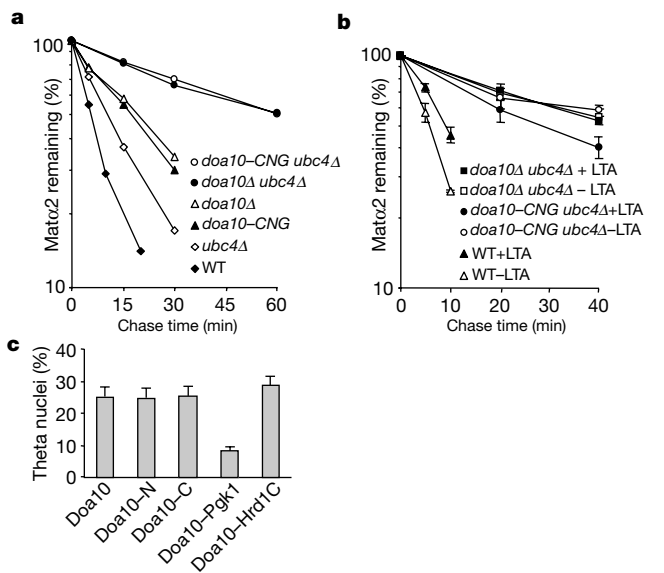 a
Matα2 remaining (%)
100
10
0
15
30
45
60
Chase time (min)
doa10–CNG ubc4Δ
doa10Δ ubc4Δ
doa10Δ
doa10–CNG
ubc4Δ
WT
b
Matα2 remaining (%)
100
10
0
10
20
30
40
Chase time (min)
doa10Δ ubc4Δ + LTA
doa10Δ ubc4Δ – LTA
doa10–CNG ubc4Δ+LTA
doa10–CNG ubc4Δ–LTA
WT+LTA
WT–LTA
c
Theta nuclei (%)
40
30
20
10
0
Doa10
Doa10–N
Doa10–C
Doa10–Pgk1
Doa10–Hrd1C